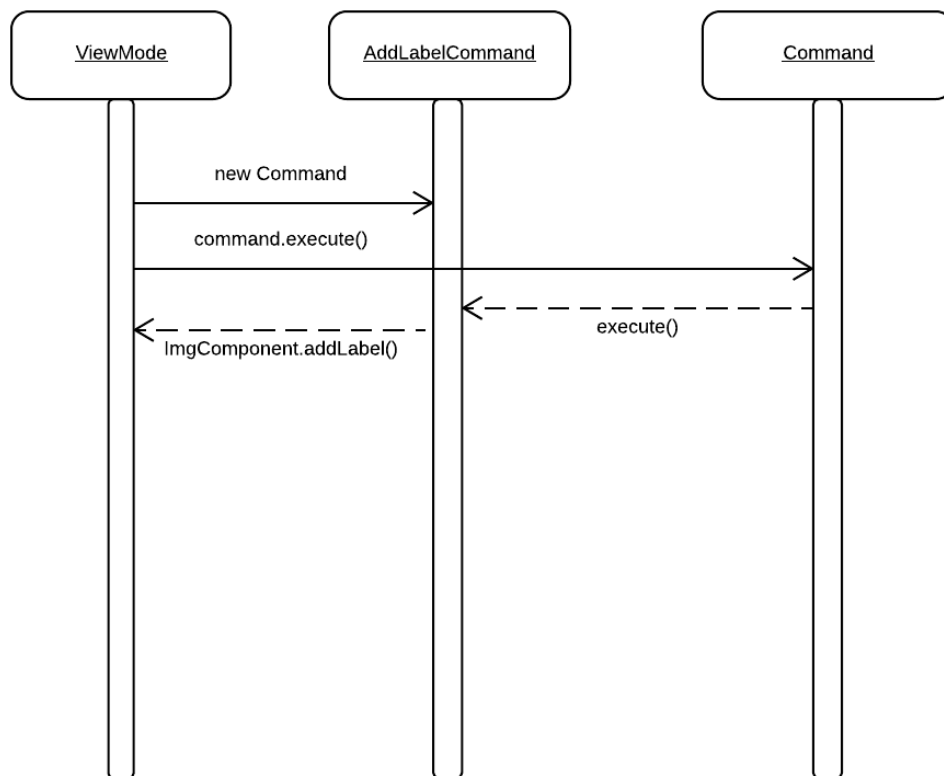 ViewMode
AddLabelCommand
Command
new Command
command.execute()
execute()
ImgComponent.addLabel()